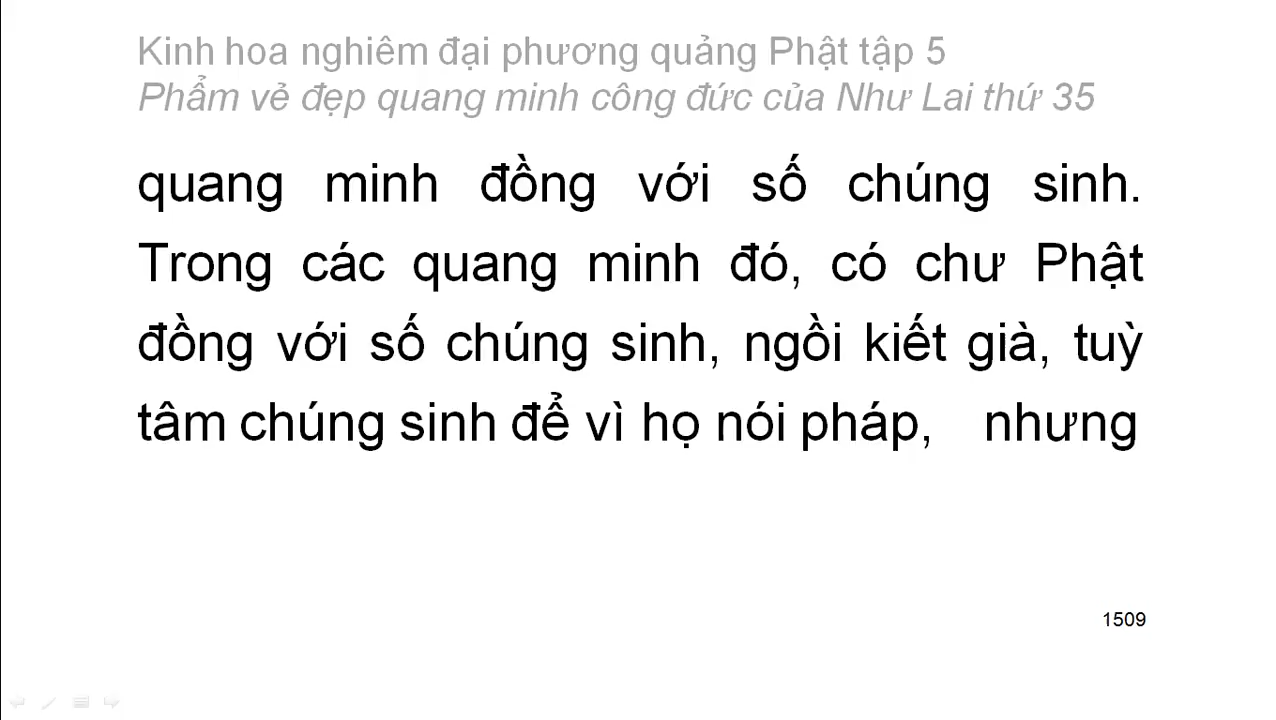 Kinh hoa nghiêm đại phương quảng Phật tập 5
Phẩm vẻ đẹp quang minh công đức của Như Lai thứ 35
quang minh đồng với số chúng sinh.
Trong các quang minh đó, có chư Phật
đồng với số chúng sinh, ngồi kiết già, tuỳ
tâm chúng sinh để vì họ nói pháp, nhưng
1509